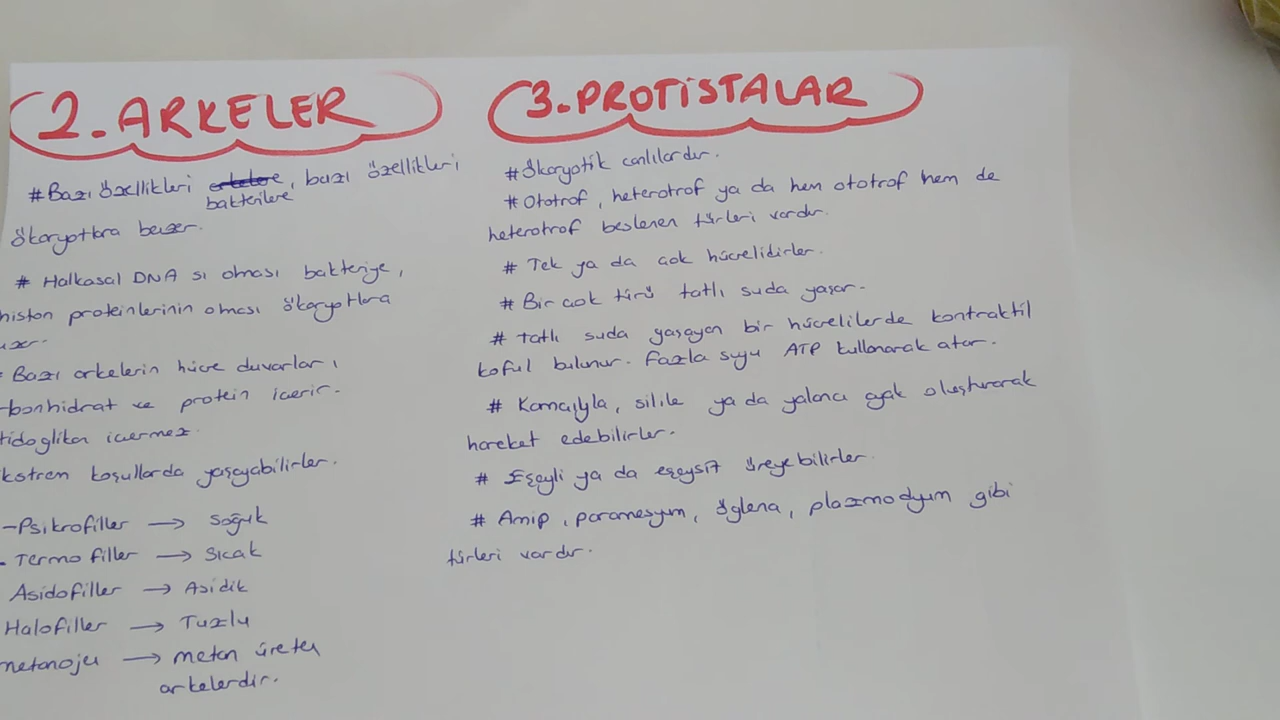 2. ARKELER
# Bazı özellikleri arkelere, bazı özellikleri
bakterilere
ökaryotlara benzer.
# Halkasal DNA sı olması bakteriye,
histon proteinlerinin olması ökaryotlara
Bazı arkelerin hücre duvarları
bonhidrat ve protein içerir.
tidoglikan içermez.
kstrem koşullarda yaşayabilirler.
-Psikrofiller → Soğuk
- Termofiller → Sıcak
Asidofiller → Asidik
Halofiller → Tuzlu
metanojen → metan üreten
arkelerdir.
3. PROTİSTALAR
# Ökaryotik canlılardır.
# Ototrof, heterotrof ya da hem ototrof hem de
heterotrof beslenen türleri vardır.
# Tek ya da çok hücrelidirler.
# Bir çok türü tatlı suda yaşar.
# Tatlı suda yaşayan bir hücrelilerde kontraktil
koful bulunur. Fazla suyu ATP kullanarak atar.
# Kamçıyla, sille ya da yalancı ayak oluşturarak
hareket edebilirler.
# Eşeyli ya da eşeysiz üreyebilirler.
# Amip, paramesyum, öglena, plazmodyum gibi
türleri vardır.